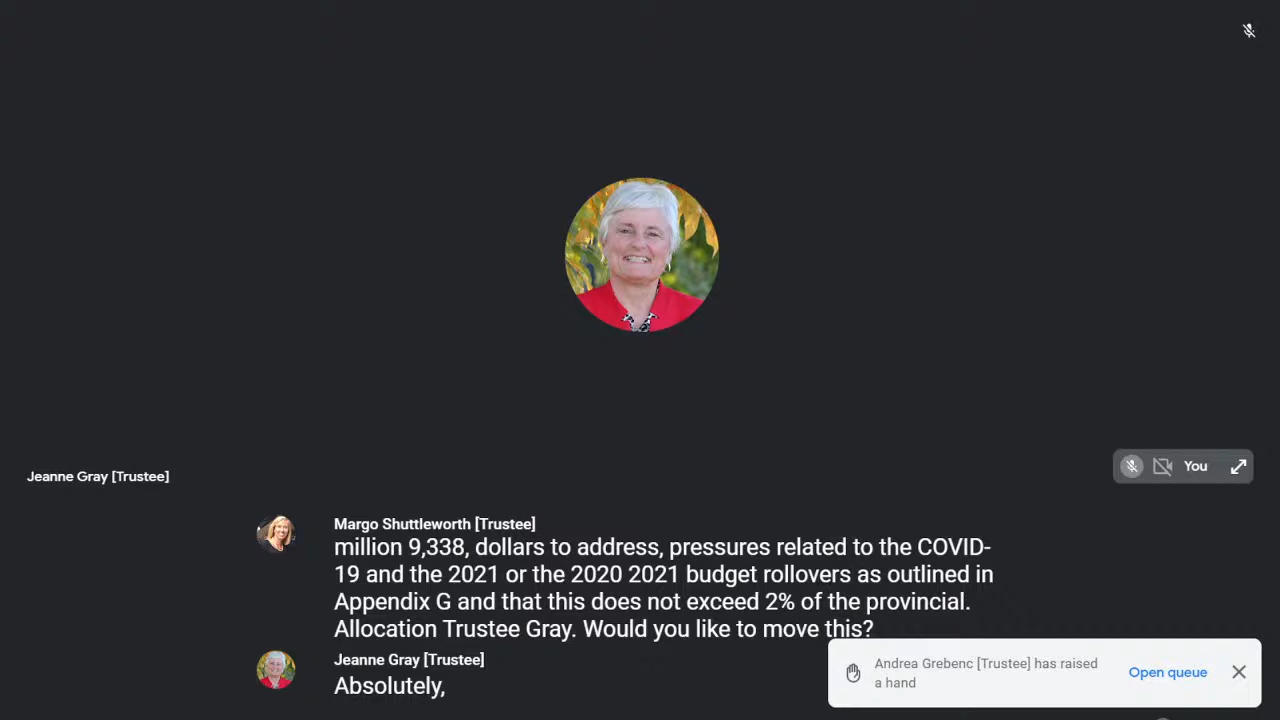 Jeanne Gray [Trustee]
You
Margo Shuttleworth [Trustee]
million 9,338, dollars to address, pressures related to the COVID-
19 and the 2021 or the 2020 2021 budget rollovers as outlined in
Appendix G and that this does not exceed 2% of the provincial.
Allocation Trustee Gray. Would you like to move this?
Jeanne Gray [Trustee]
Absolutely,
Andrea Grebenc [Trustee] has raised
a hand
Open queue